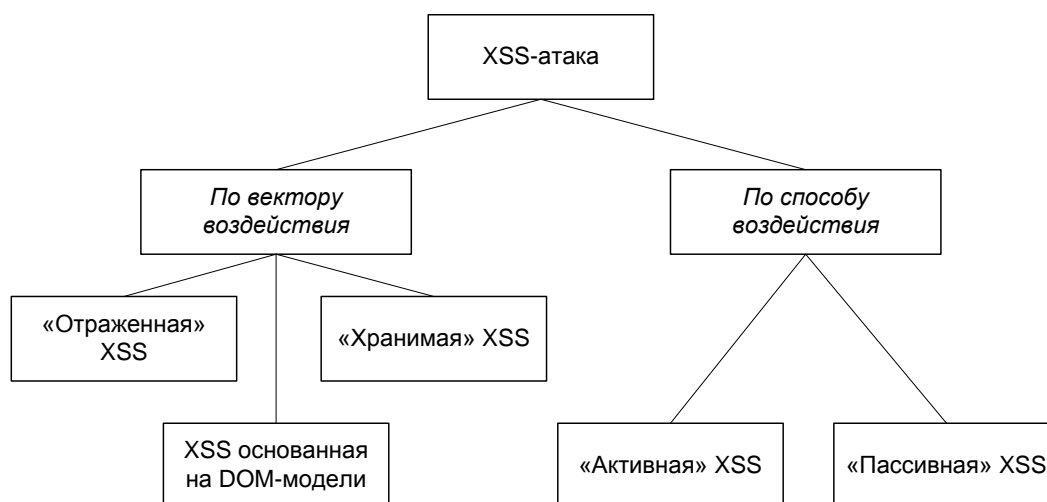 XSS-атака
По вектору
воздействия
По способу
воздействия
«Отраженная»
XSS
«Хранимая» XSS
XSS основанная
на DOM-модели
«Активная» XSS
«Пассивная» XSS